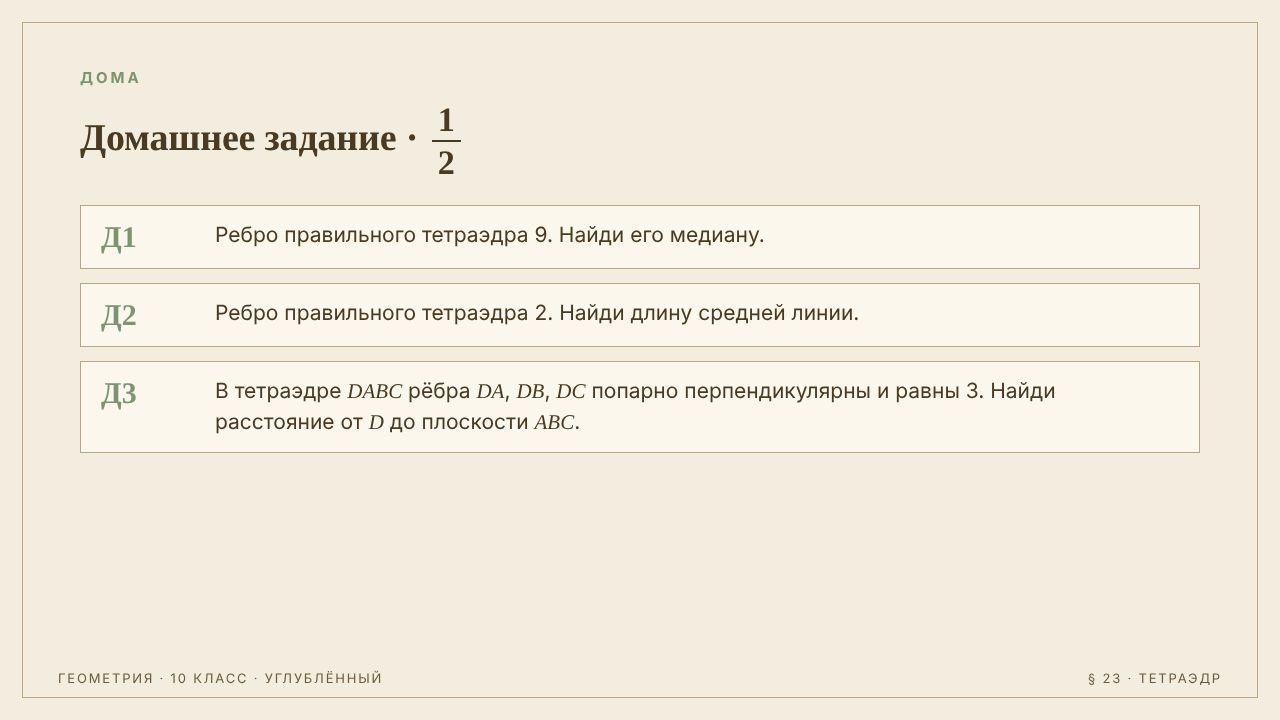 ДОМА
Домашнее задание · 1/2
Д1
Ребро правильного тетраэдра 9. Найди его медиану.
Д2
Ребро правильного тетраэдра 2. Найди длину средней линии.
Д3
В тетраэдре DABC рёбра DA, DB, DC попарно перпендикулярны и равны 3. Найди
расстояние от D до плоскости ABC.
ГЕОМЕТРИЯ · 10 КЛАСС · УГЛУБЛЁННЫЙ
§ 23 · ТЕТРАЭДР